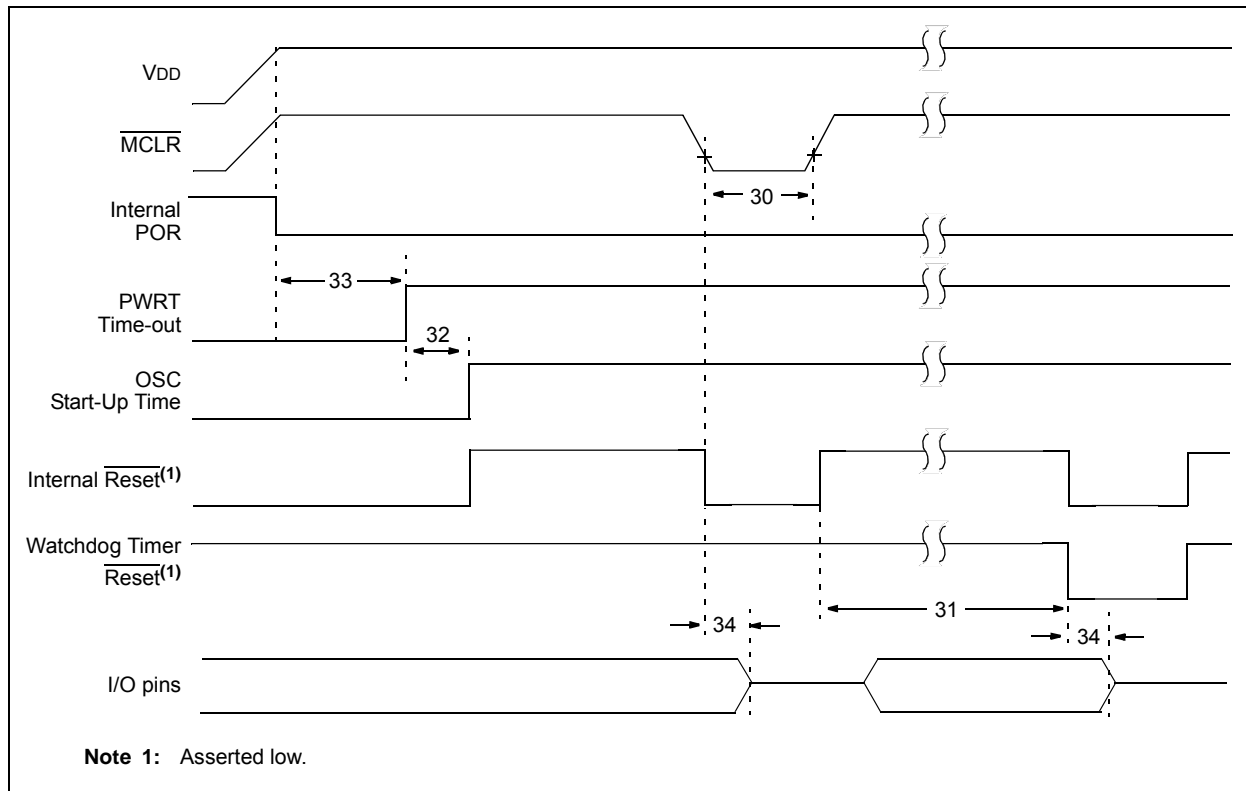 VDD
MCLR
30
Internal
POR
33
PWRT
Time-out
32
OSC
Start-Up Time
Internal Reset(1)
Watchdog Timer
Reset(1)
31
34
34
I/O pins
Note 1: Asserted low.